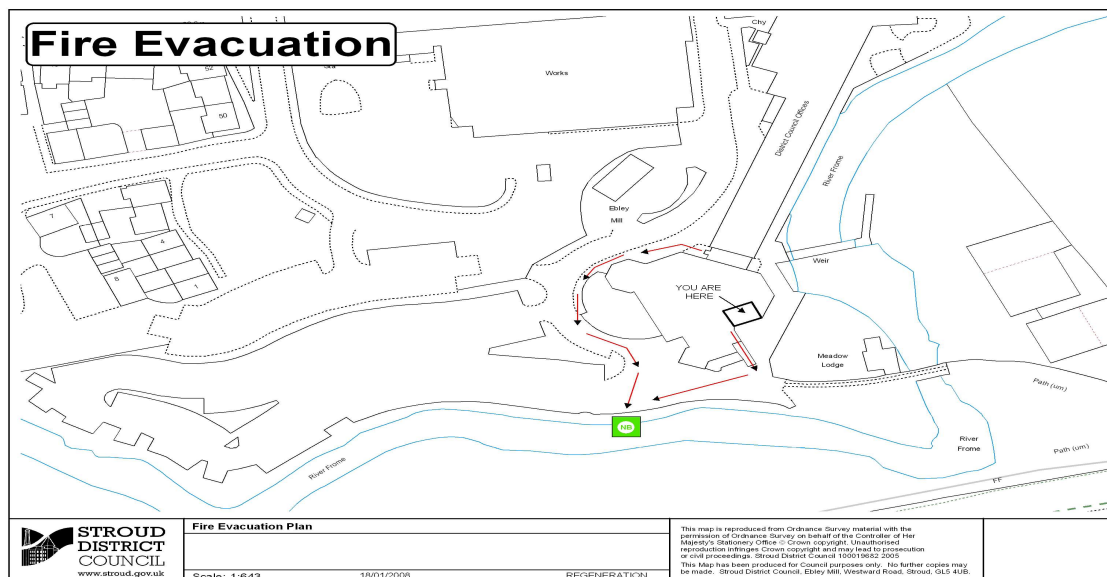 Fire Evacuation
Chy
52
50
Works
District Council Offices
River Frome
Ebley
Mill
7
4
8
1
Weir
YOU ARE
HERE
Meadow
Lodge
Path (um)
NB
River
Frome
Path (um)
River Frome
FF
STROUD
DISTRICT
COUNCIL
www.stroud.gov.uk
Fire Evacuation Plan
Scale: 1:643 18/01/2008 REGENERATION
This map is reproduced from Ordnance Survey material with the
permission of Ordnance Survey on behalf of the Controller of Her
Majesty's Stationery Office © Crown copyright. Unauthorised
reproduction infringes Crown copyright and may lead to prosecution
or civil proceedings. Stroud District Council 100019682 2005
This Map has been produced for Council purposes only. No further copies may
be made. Stroud District Council, Ebley Mill, Westward Road, Stroud, GL5 4UB.